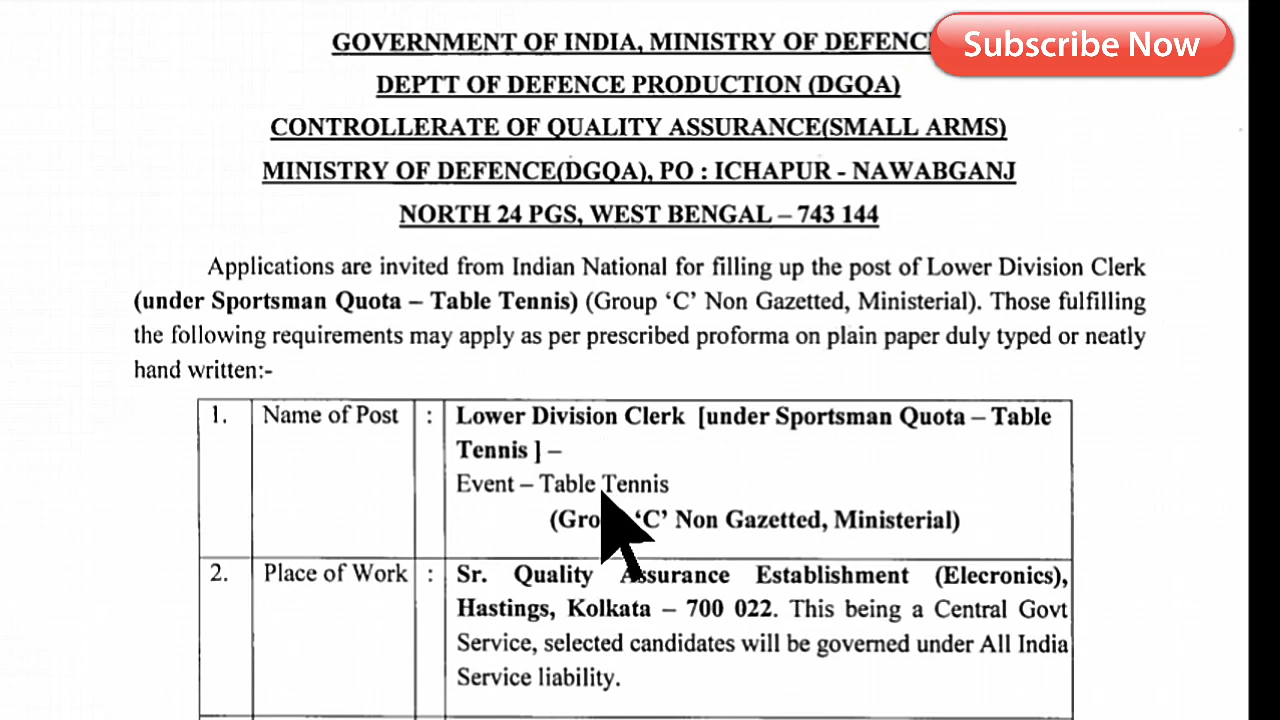 GOVERNMENT OF INDIA, MINISTRY OF DEFENC
Subscribe Now
DEPTT OF DEFENCE PRODUCTION (DGQA)
CONTROLLERATE OF QUALITY ASSURANCE(SMALL ARMS)
MINISTRY OF DEFENCE(DGQA), PO : ICHAPUR - NAWABGANJ
NORTH 24 PGS, WEST BENGAL – 743 144
Applications are invited from Indian National for filling up the post of Lower Division Clerk
(under Sportsman Quota – Table Tennis) (Group ‘C’ Non Gazetted, Ministerial). Those fulfilling
the following requirements may apply as per prescribed proforma on plain paper duly typed or neatly
hand written:-
1. Name of Post : Lower Division Clerk [under Sportsman Quota – Table
Tennis ] –
Event – Table Tennis
(Gro ‘C’ Non Gazetted, Ministerial)
2. Place of Work : Sr. Quality Assurance Establishment (Elecronics),
Hastings, Kolkata – 700 022. This being a Central Govt
Service, selected candidates will be governed under All India
Service liability.